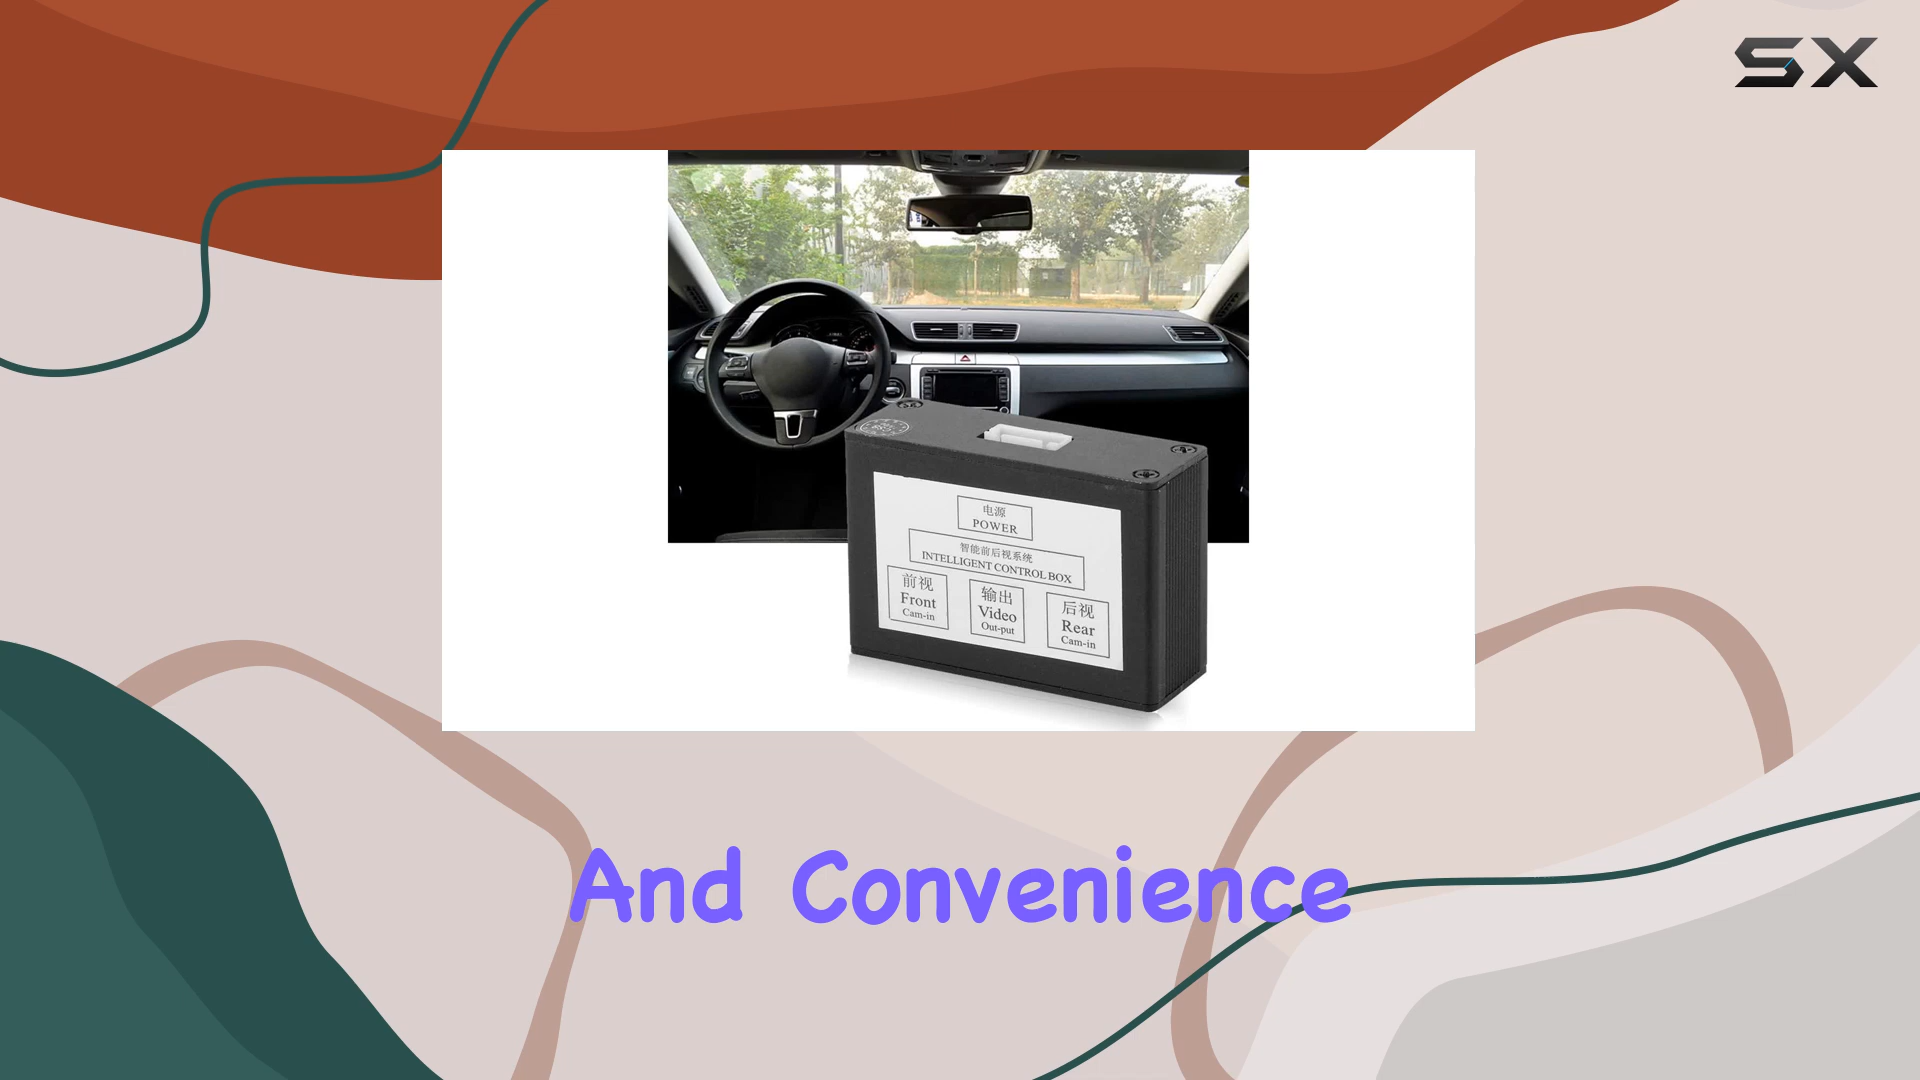 SX
电源
POWER
智能前后视系统
INTELLIGENT CONTROL BOX
前视
Front
Cam-in
输出
Video
Out-put
后视
Rear
Cam-in
And Convenience